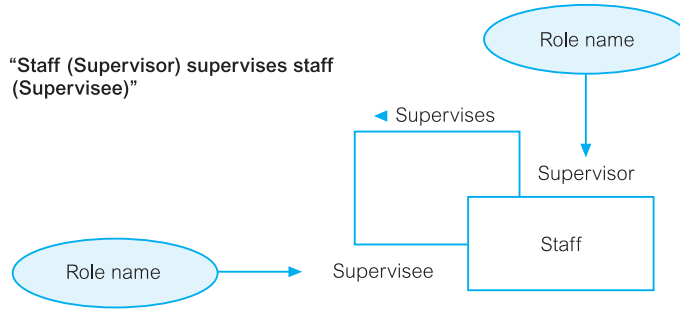 Role name
“Staff (Supervisor) supervises staff
(Supervisee)”
◄ Supervises
Supervisor
Staff
Role name
Supervisee